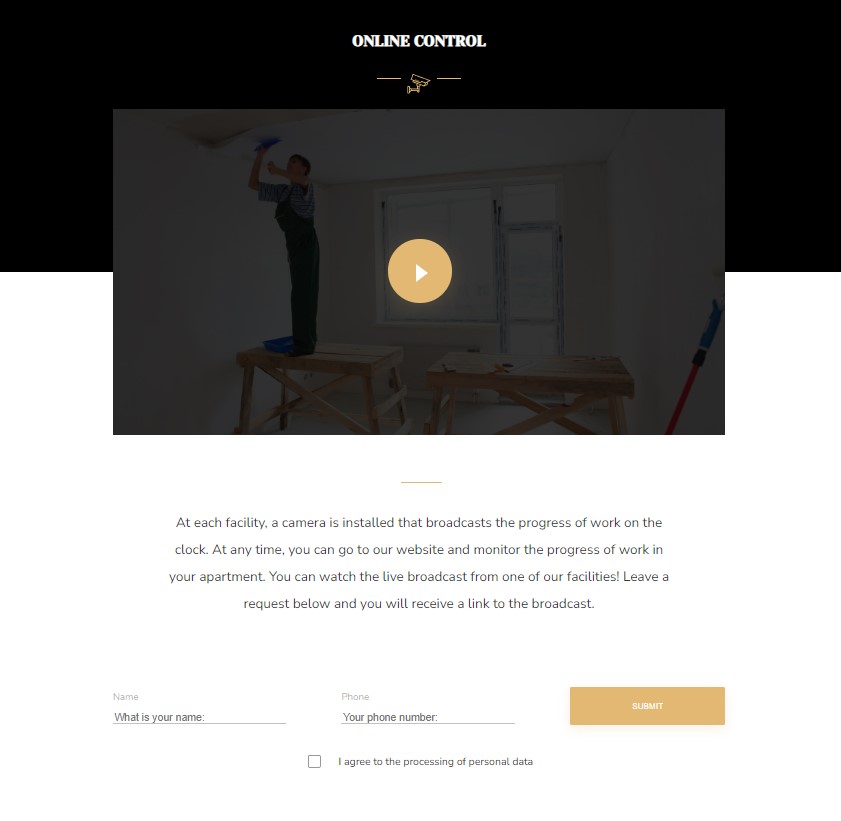 ONLINE CONTROL
At each facility, a camera is installed that broadcasts the progress of work on the
clock. At any time, you can go to our website and monitor the progress of work in
your apartment. You can watch the live broadcast from one of our facilities! Leave a
request below and you will receive a link to the broadcast.
Name
What is your name:
Phone
Your phone number:
SUBMIT
I agree to the processing of personal data